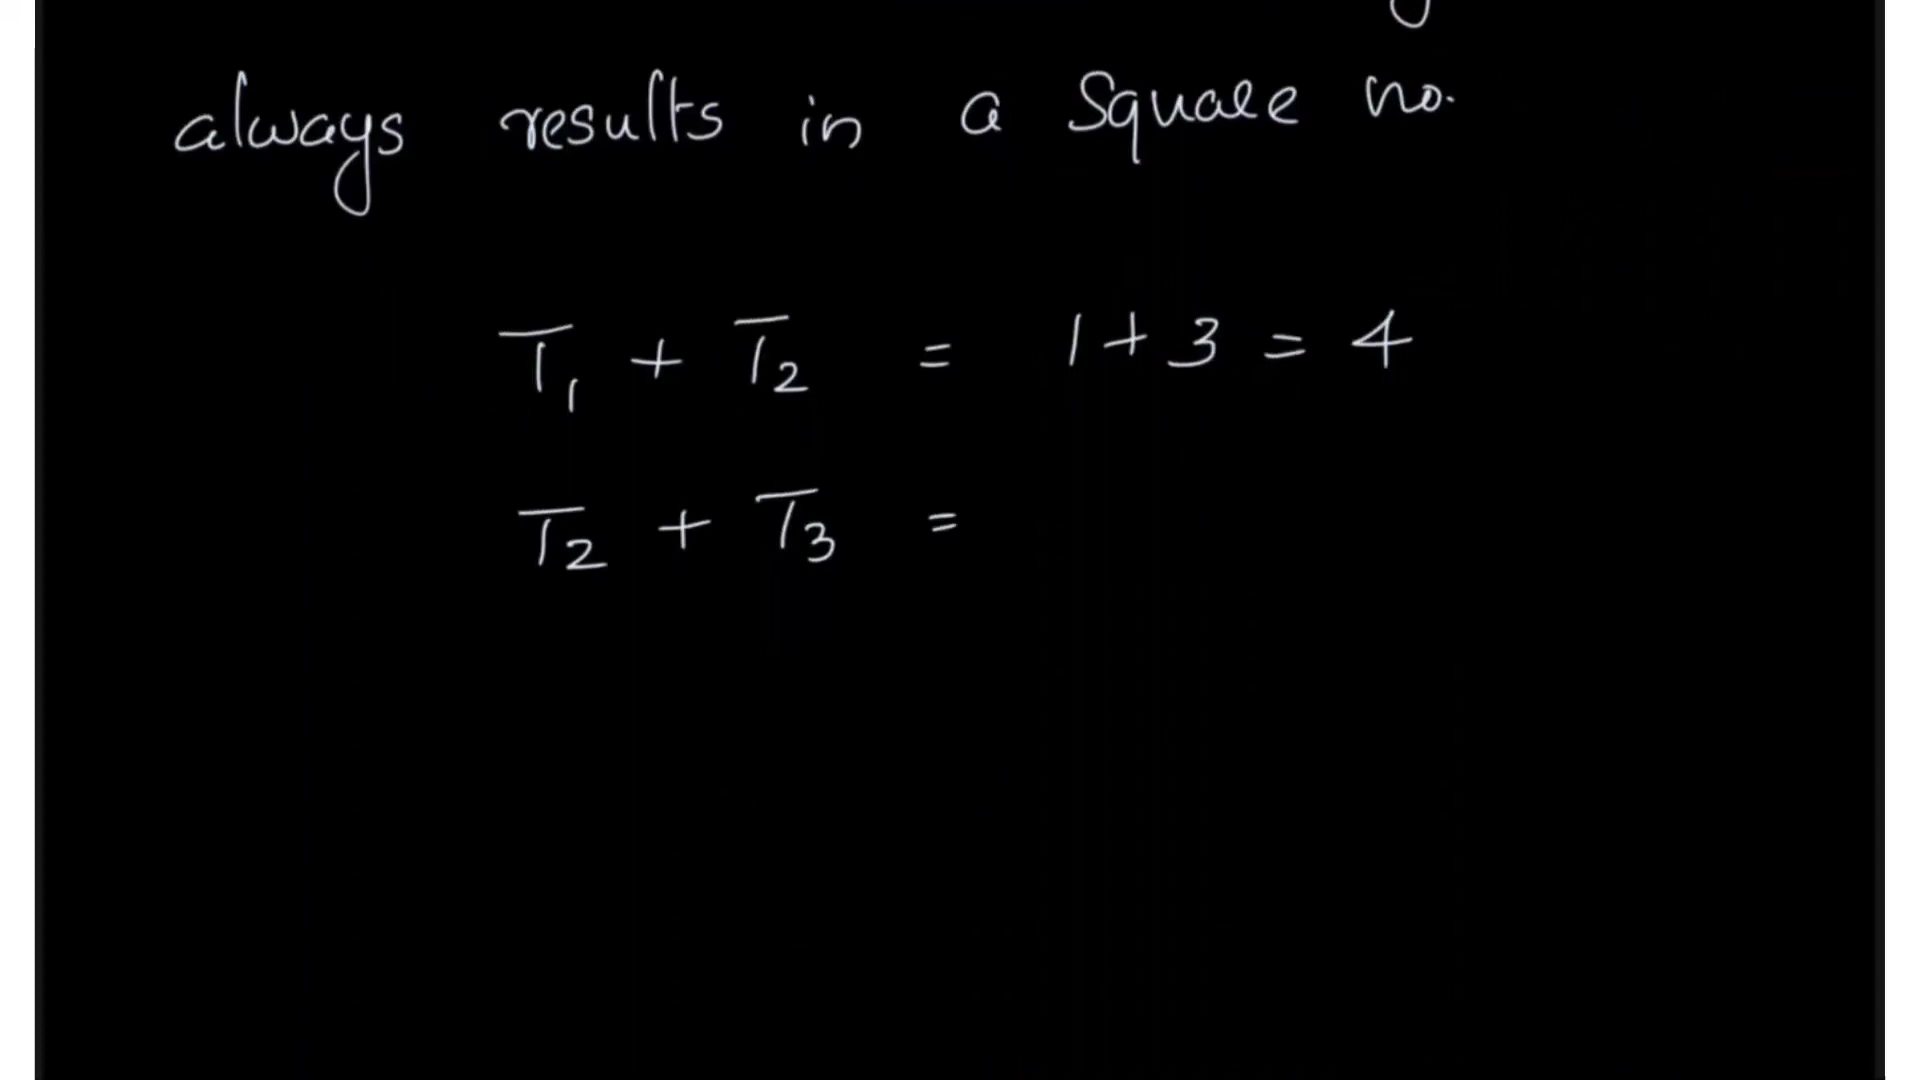 always results in a Square no.
T₁ + T₂ = 1 + 3 = 4
T₂ + T₃ =